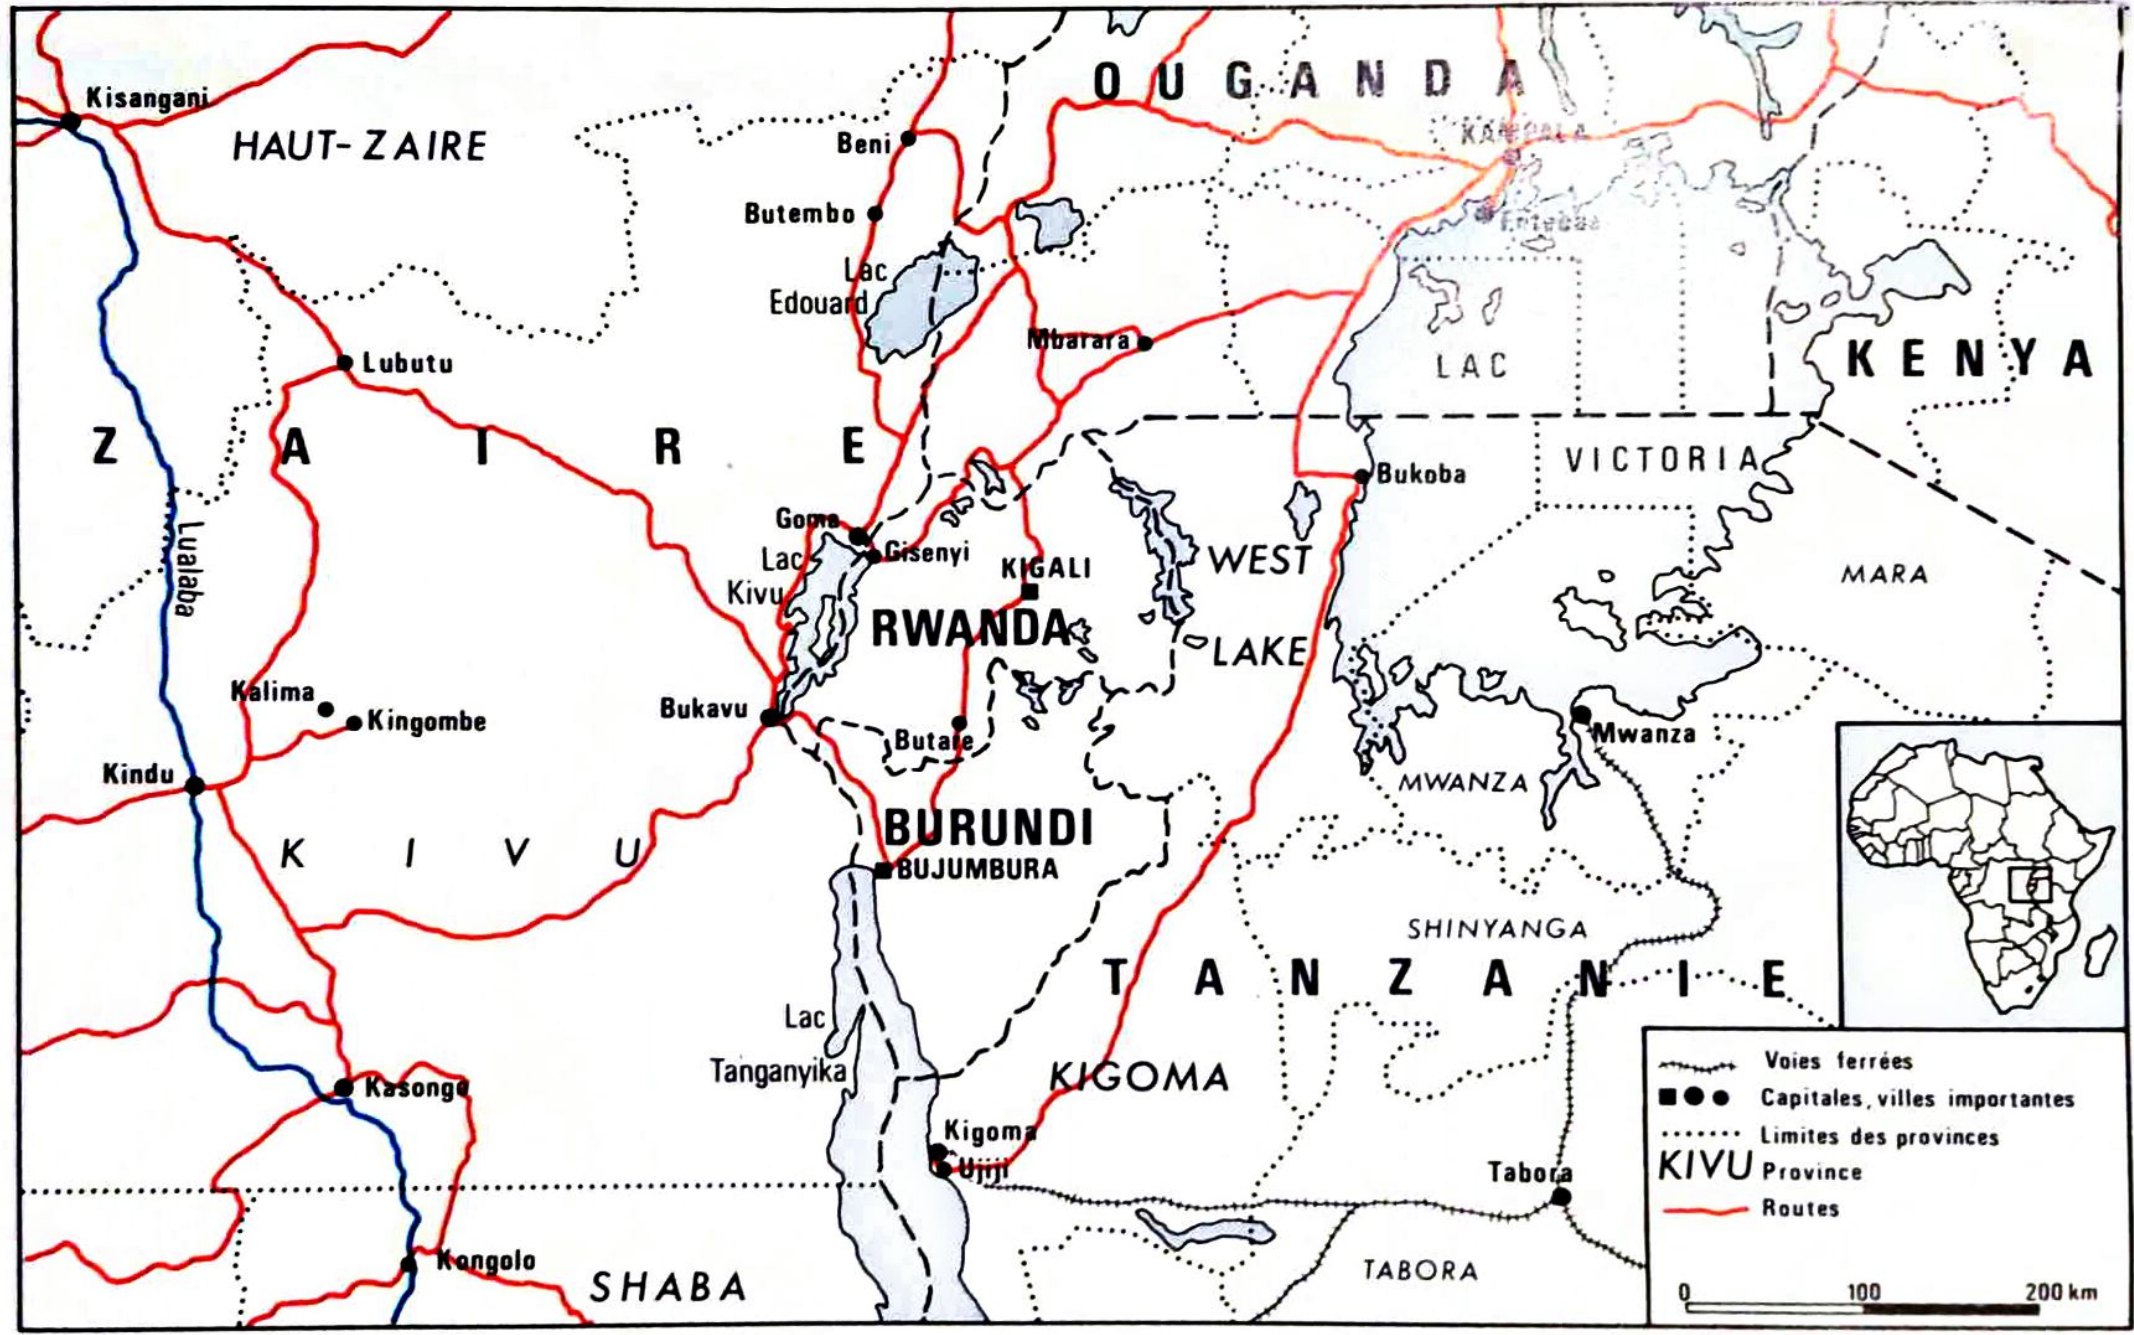 OUGANDA
Kisangani
HAUT-ZAIRE
KAMPALA
Beni
Butembo
Entebbe
Lac
Edouard
Mbarara
LAC
KENYA
Lubutu
ZAIRE
VICTORIA
Bukoba
Goma
Lualaba
Lac
Kivu
Gisenyi
WEST
KIGALI
MARA
RWANDA
LAKE
Kalima
Kingombe
Bukavu
Butare
Mwanza
Kindu
MWANZA
BURUNDI
KIVU
BUJUMBURA
SHINYANGA
TANZANIE
Lac
Tanganyika
KIGOMA
Kasongo
Kigoma
Ujiji
Tabora
Kongolo
SHABA
TABORA
Voies ferrées
Capitales, villes importantes
Limites des provinces
KIVU Province
Routes
0 100 200 km